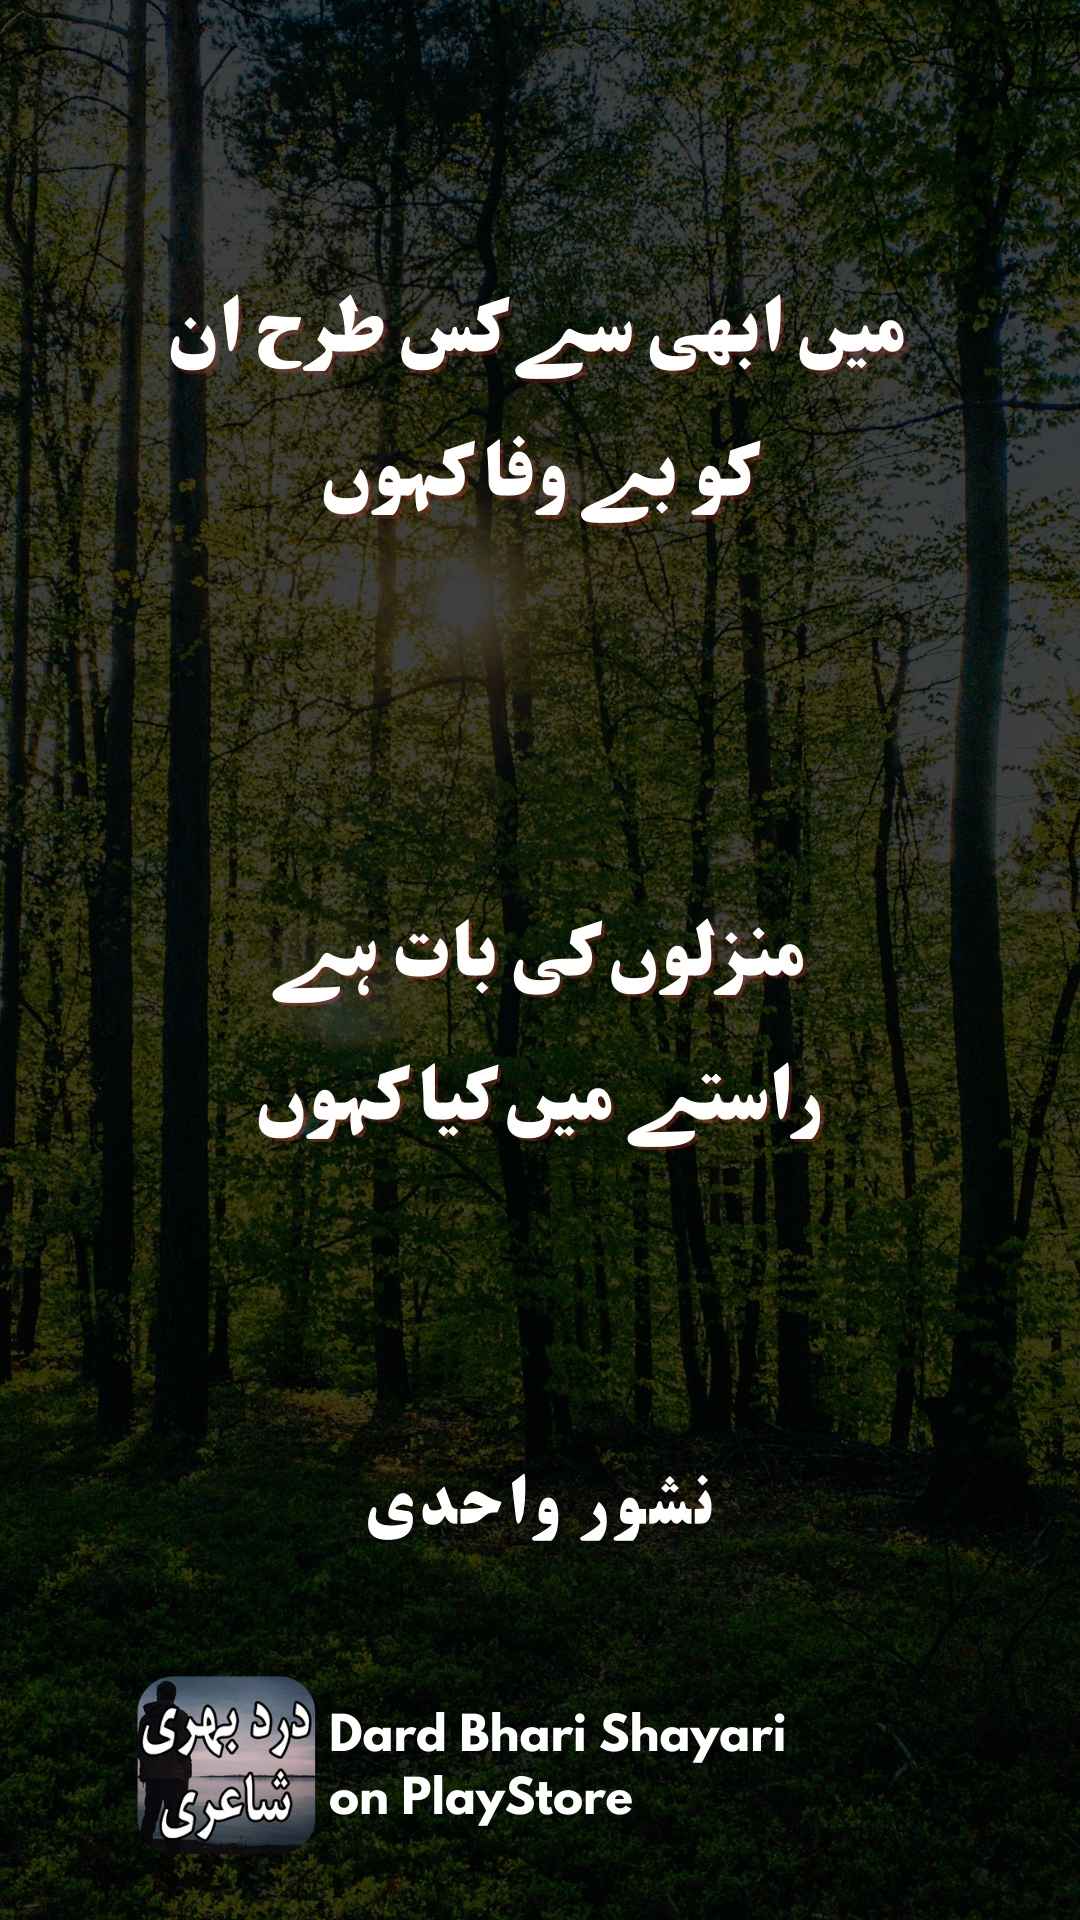 میں ابھی سے کس طرح ان
کو بے وفا کہوں
منزلوں کی بات ہے
راستے میں کیا کہوں
نشور واحدی
درد بھری
شاعری
Dard Bhari Shayari
on PlayStore